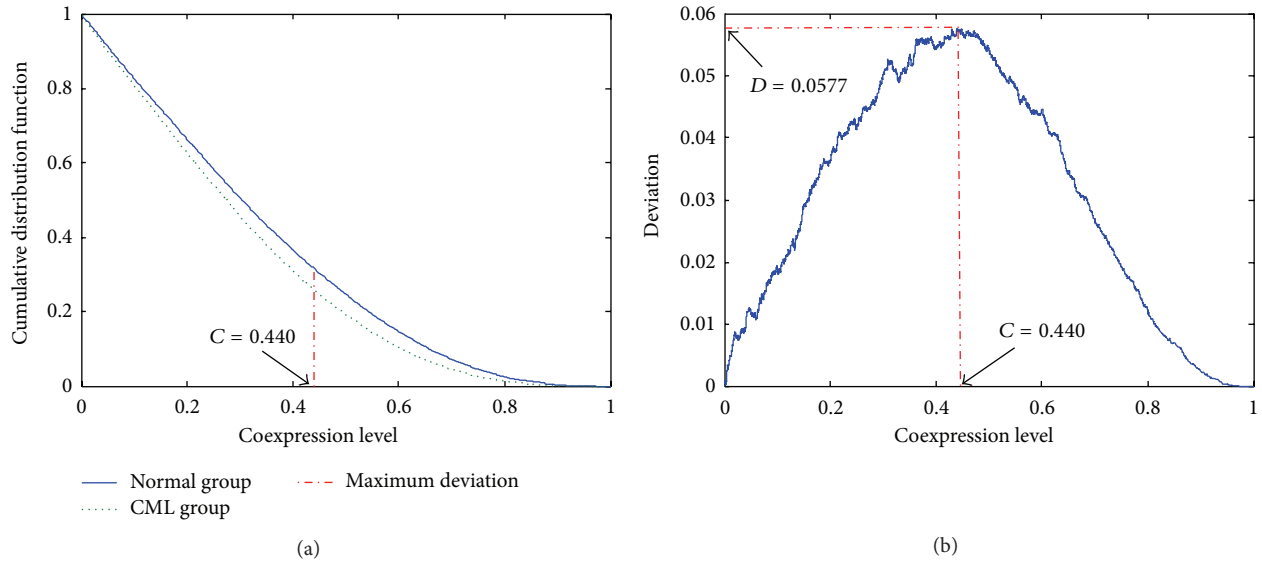 1
0.8
0.6
0.4
0.2
0
0
0.2
0.4
0.6
0.8
1
Cumulative distribution function
Coexpression level
C = 0.440
Normal group
CML group
Maximum deviation
(a)
0.06
0.05
0.04
0.03
0.02
0.01
0
0
0.2
0.4
0.6
0.8
1
Deviation
Coexpression level
D = 0.0577
C = 0.440
(b)